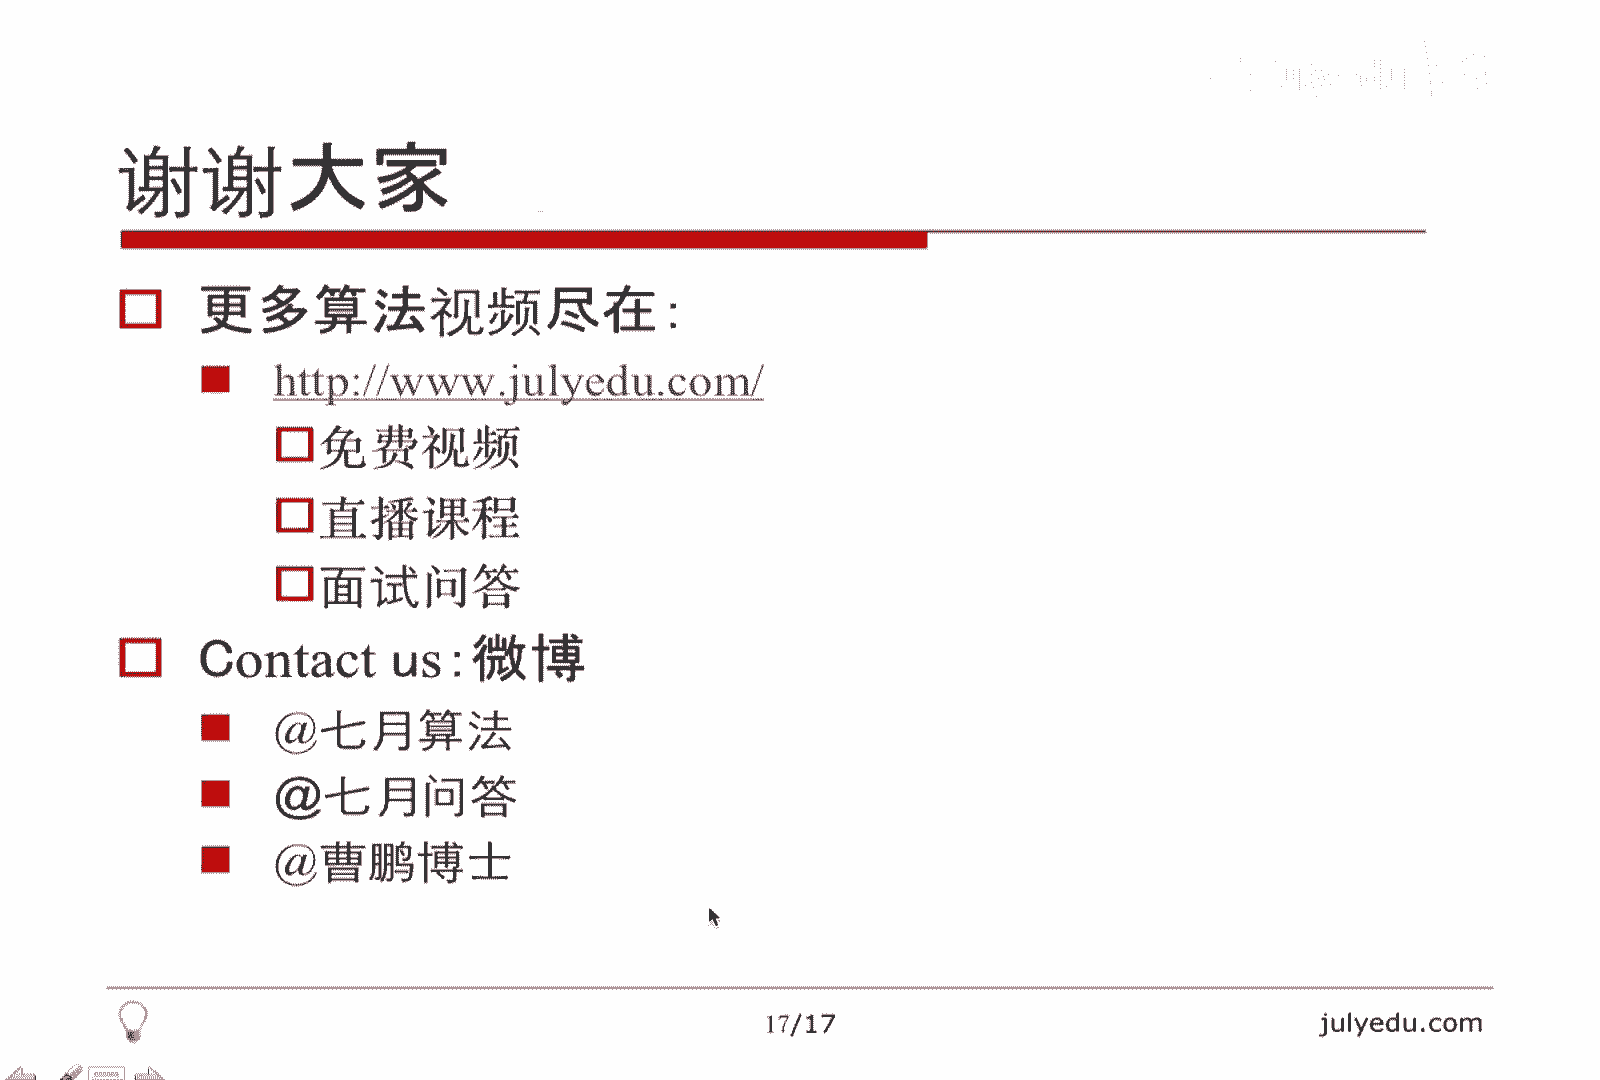 谢谢大家
更多算法视频尽在:
http://www.julyedu.com/
免费视频
直播课程
面试问答
Contact us:微博
@七月算法
@七月问答
@曹鹏博士
17/17
julyedu.com